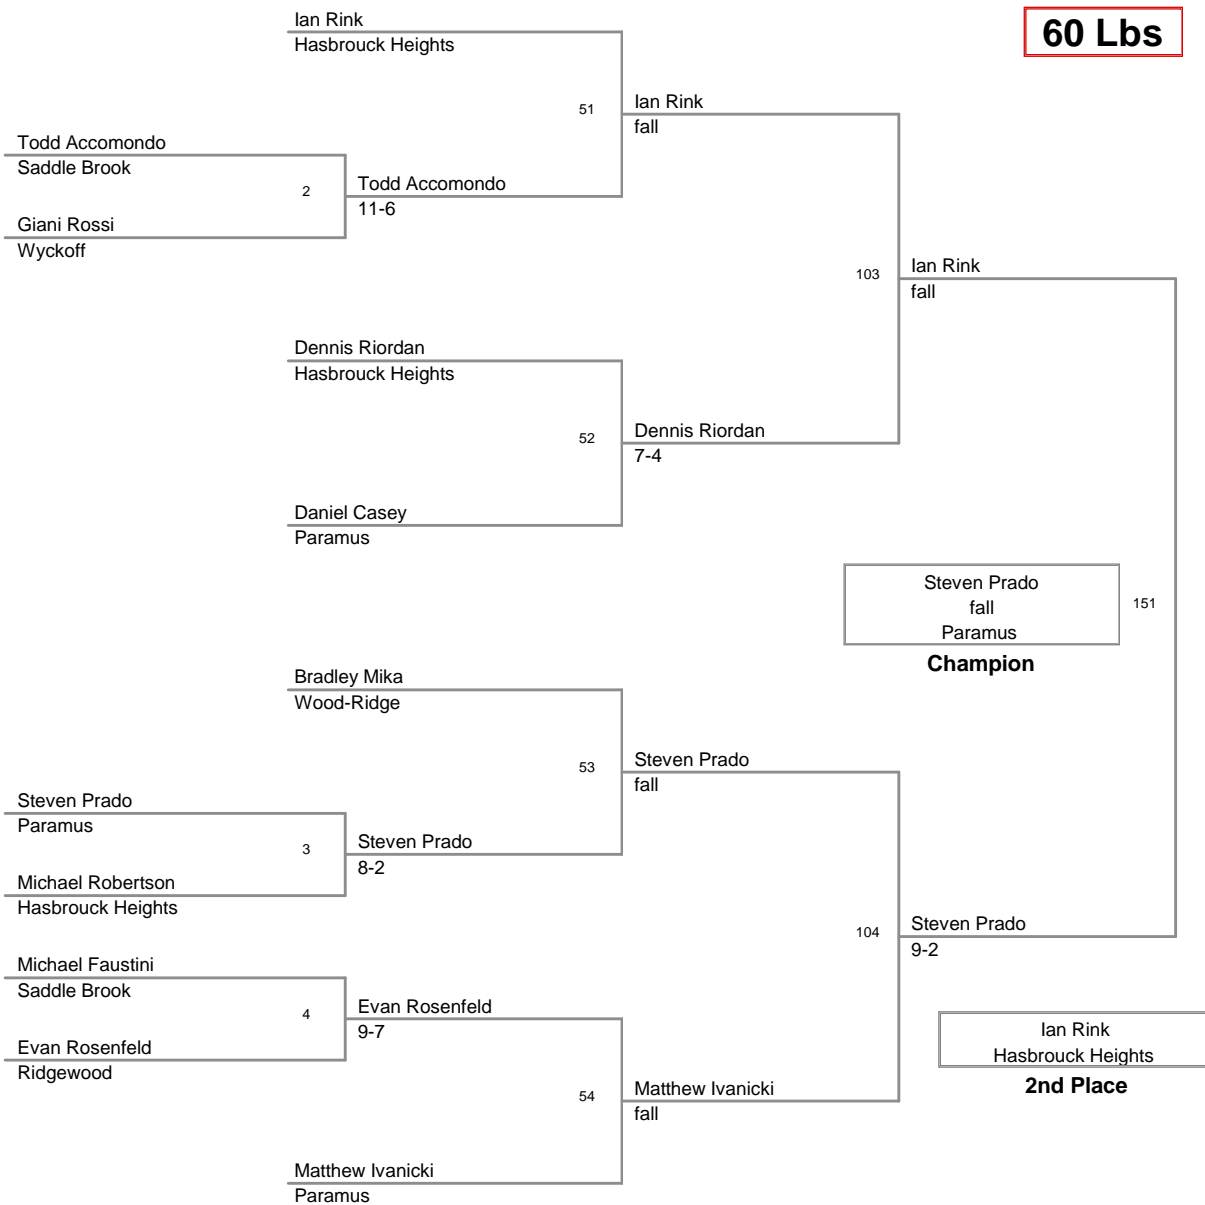 60 Lbs
Ian Rink
Hasbrouck Heights
51
Ian Rink
fall
Todd Accomondo
Saddle Brook
2
Todd Accomondo
11-6
Giani Rossi
Wyckoff
103
Ian Rink
fall
Dennis Riordan
Hasbrouck Heights
52
Dennis Riordan
7-4
Daniel Casey
Paramus
Steven Prado
fall
Paramus
151
Champion
Bradley Mika
Wood-Ridge
53
Steven Prado
fall
Steven Prado
Paramus
3
Steven Prado
8-2
Michael Robertson
Hasbrouck Heights
104
Steven Prado
9-2
Michael Faustini
Saddle Brook
4
Evan Rosenfeld
9-7
Evan Rosenfeld
Ridgewood
Ian Rink
Hasbrouck Heights
2nd Place
54
Matthew Ivanicki
fall
Matthew Ivanicki
Paramus